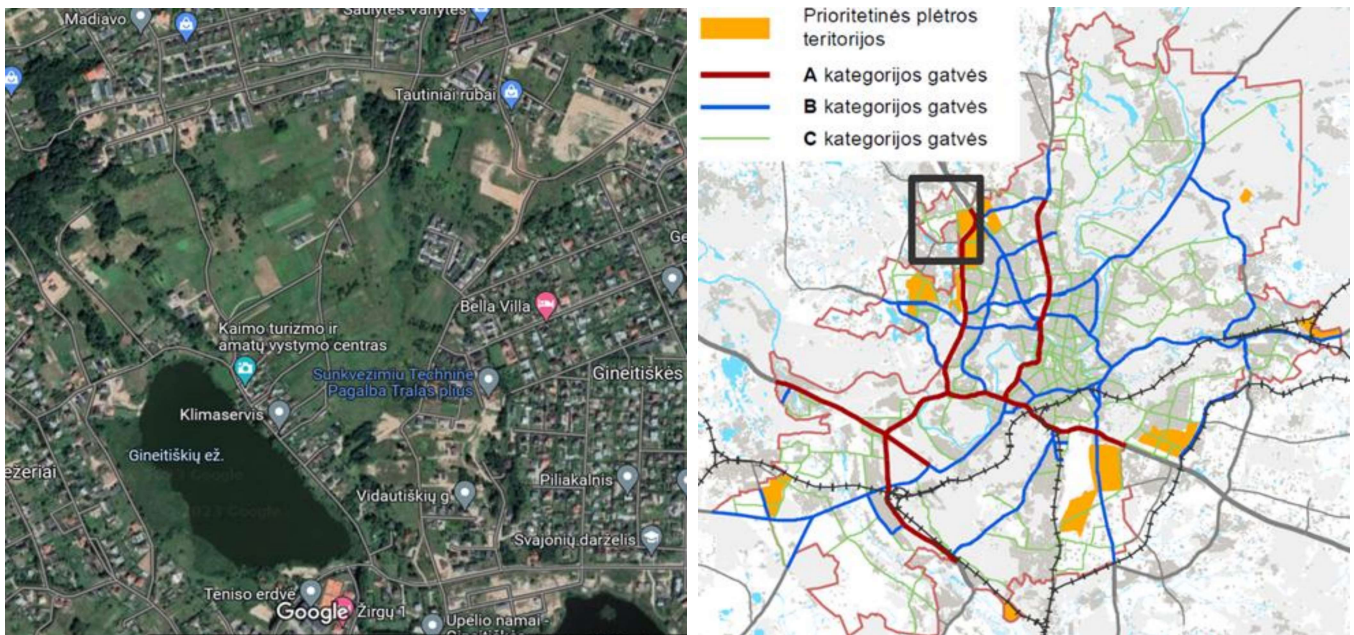 Madiavo
Saulytės Varlytės
Tautiniai rūbai
Bella Villa
Kaimo turizmo ir
amatų vystymo centras
Sunkvežimių Techninė
Pagalba Tralas plius
Gineitiškės
Klimaservis
Gineitiškių ež.
ežeriai
Vidautiškių g
Piliakalnis
Svajonių darželis
Teniso erdvė
Google
Žirgų 1
Upelio namai -
Prioritetinės plėtros
teritorijos
A kategorijos gatvės
B kategorijos gatvės
C kategorijos gatvės